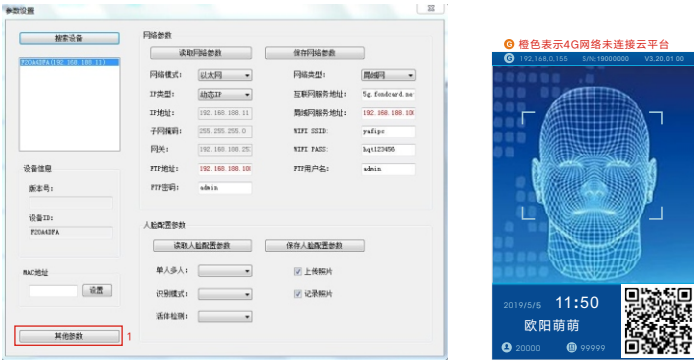 参数设置
搜索设备
F20A4DFA(192.168.188.11)
设备信息
版本号:
设备ID:
F20A4DFA
MAC地址
设置
其他参数
1
网络参数
读取网络参数
保存网络参数
网络模式: 以太网
网络类型: 局域网
IP类型: 动态IP
互联网服务地址: 5g.fondcard.ne
IP地址: 192.168.188.11
局域网服务地址: 192.168.188.100
子网掩码: 255.255.255.0
WIFI SSID: yafipc
网关: 192.168.188.25
WIFI PASS: hqt123456
FTP地址: 192.168.188.100
FTP用户名: admin
FTP密码: admin
人脸配置参数
读取人脸配置参数
保存人脸配置参数
单人多人:
上传照片
识别模式:
记录照片
活体检测:
G 橙色表示4G网络未连接云平台
G 192.168.0.155 S/N:19000000 V3.20.01 00
2019/5/5 11:50
欧阳萌萌
20000 99999